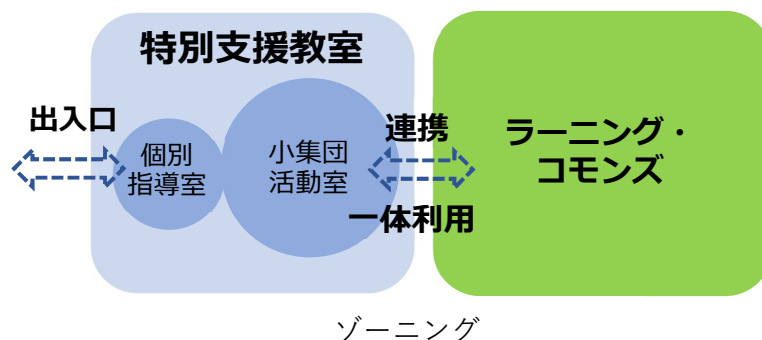 特別支援教室
出入口
個別
指導室
小集団
活動室
連携
一体利用
ラーニング・
コモンズ
ゾーニング